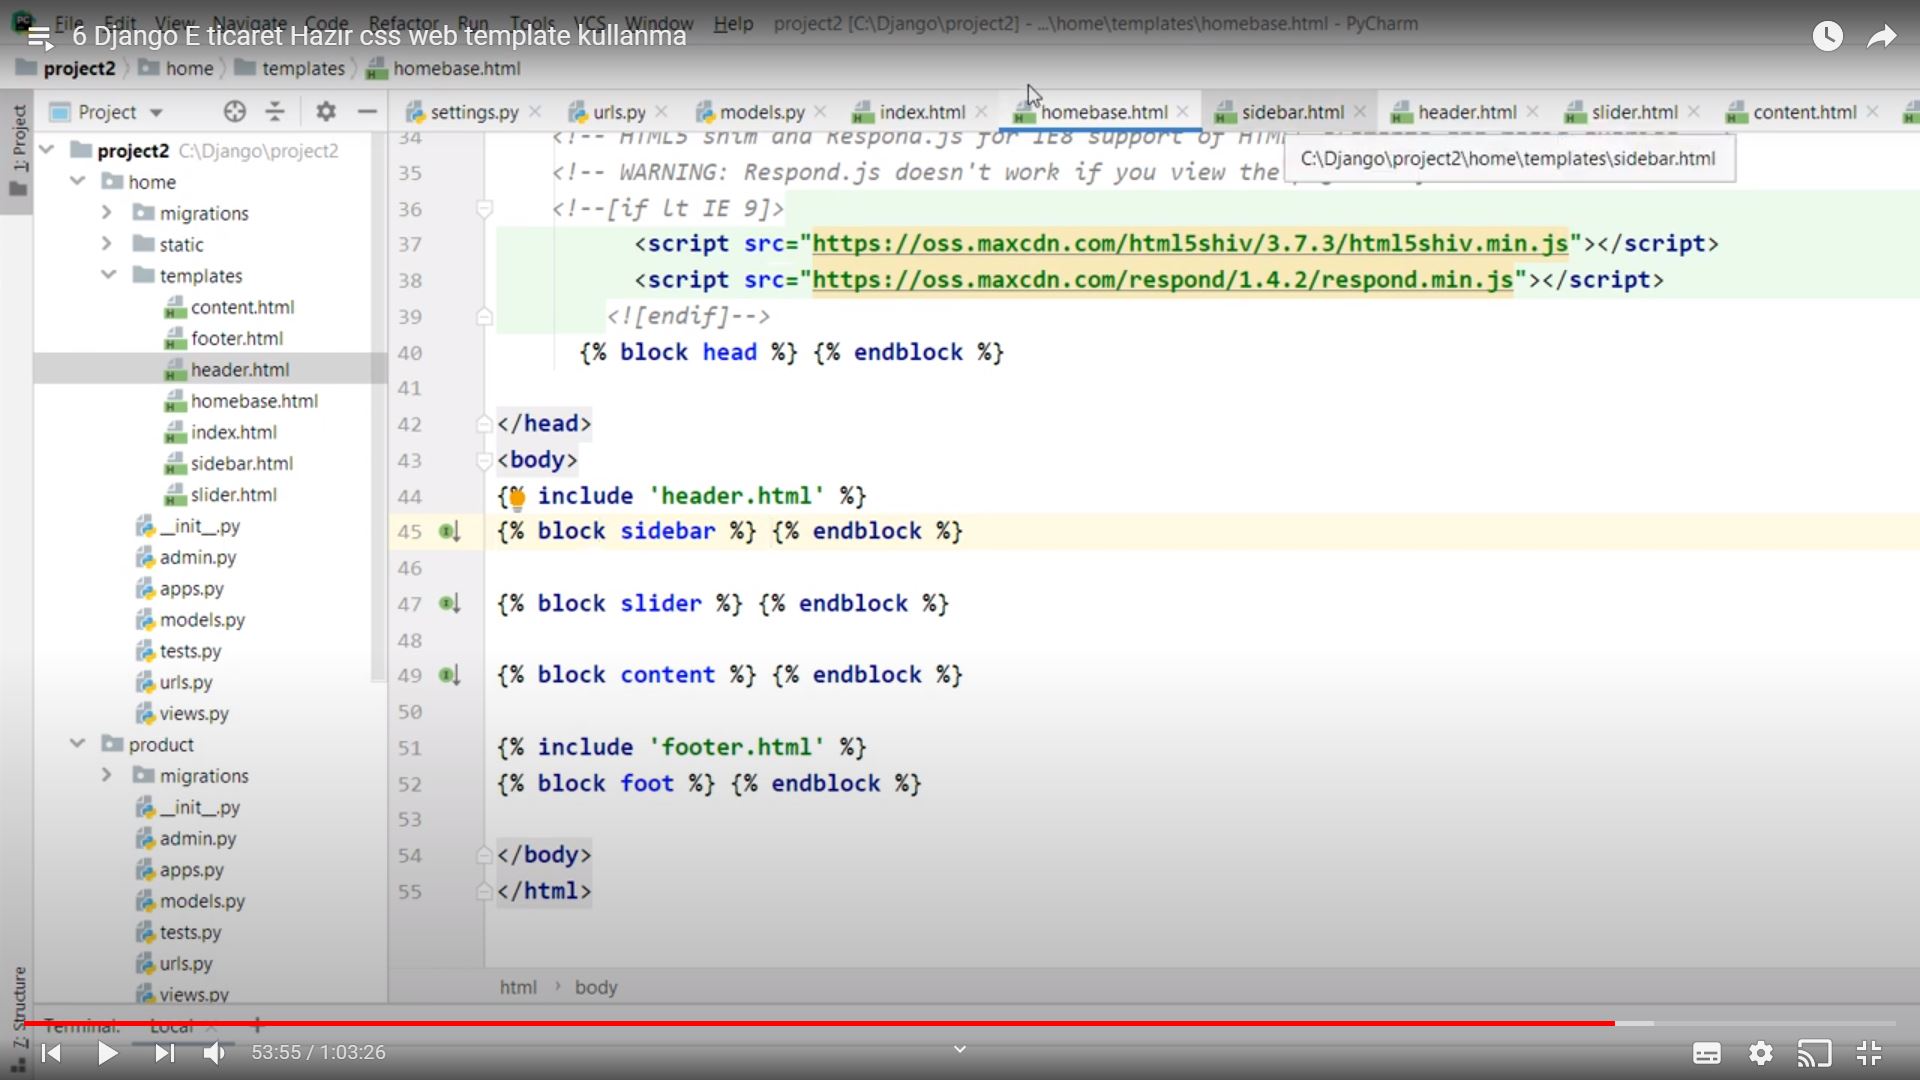 File Edit View Navigate Code Refactor Run Tools VCS Window Help project2 [C:\Django\project2] - ...\home\templates\homebase.html - PyCharm
6 Django E ticaret Hazir css web template kullanma
project2 home templates homebase.html
1: Project
Project
settings.py urls.py models.py index.html homebase.html sidebar.html header.html slider.html content.html
C:\Django\project2\home\templates\sidebar.html
project2 C:\Django\project2
home
migrations
static
templates
content.html
footer.html
header.html
homebase.html
index.html
sidebar.html
slider.html
__init__.py
admin.py
apps.py
models.py
tests.py
urls.py
views.py
product
migrations
__init__.py
admin.py
apps.py
models.py
tests.py
urls.py
views.py
34 <!-- HTML5 shim and Respond.js for IE8 support of
35 <!-- WARNING: Respond.js doesn't work if you view the
36 <!--[if lt IE 9]>
37 <script src="https://oss.maxcdn.com/html5shiv/3.7.3/html5shiv.min.js"></script>
38 <script src="https://oss.maxcdn.com/respond/1.4.2/respond.min.js"></script>
39 <![endif]-->
40 {% block head %} {% endblock %}
41
42 </head>
43 <body>
44 {% include 'header.html' %}
45 {% block sidebar %} {% endblock %}
46
47 {% block slider %} {% endblock %}
48
49 {% block content %} {% endblock %}
50
51 {% include 'footer.html' %}
52 {% block foot %} {% endblock %}
53
54 </body>
55 </html>
html › body
7: Structure
Terminal: Local × +
53:55 / 1:03:26